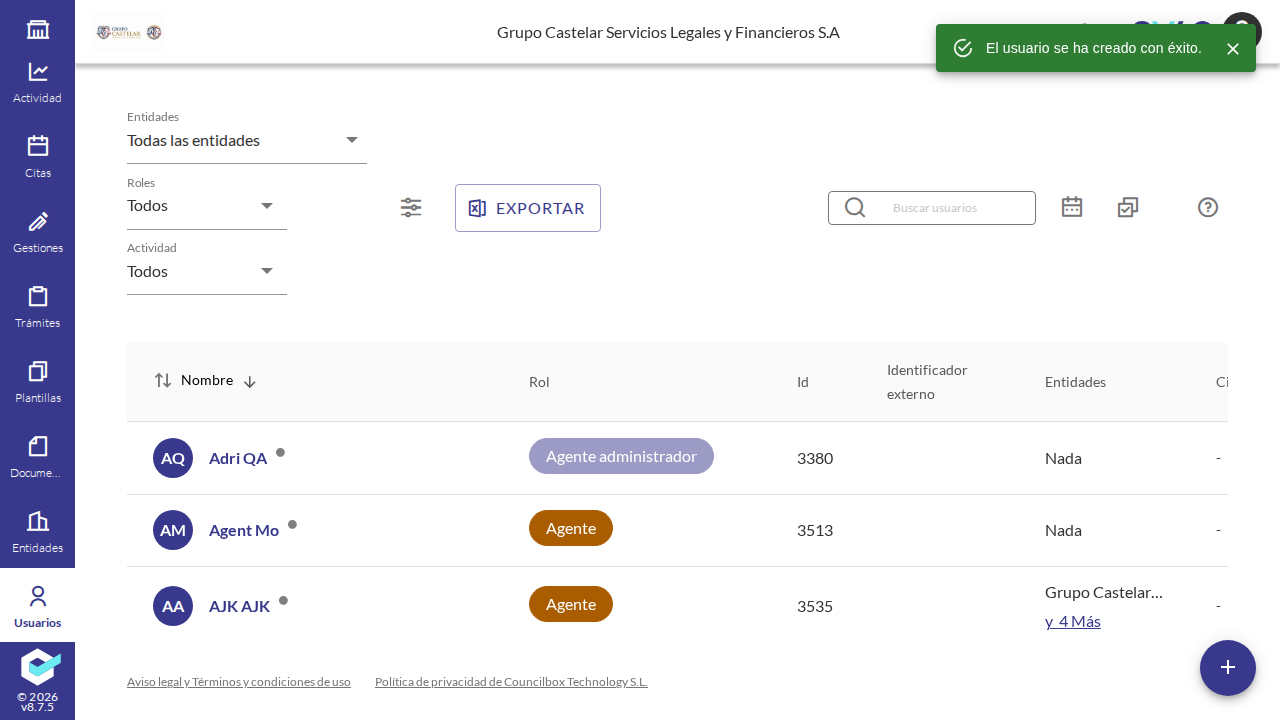 GRUPO
CASTELAR
Grupo Castelar Servicios Legales y Financieros S.A
El usuario se ha creado con éxito.
Actividad
Citas
Gestiones
Trámites
Plantillas
Docume...
Entidades
Usuarios
© 2026
v8.7.5
Entidades
Todas las entidades
Roles
Todos
EXPORTAR
Buscar usuarios
Actividad
Todos
Nombre
Rol
Id
Identificador
externo
Entidades
Ci
AQ
Adri QA
Agente administrador
3380
Nada
-
AM
Agent Mo
Agente
3513
Nada
-
AA
AJK AJK
Agente
3535
Grupo Castelar...
y 4 Más
-
Aviso legal y Términos y condiciones de uso
Política de privacidad de Councilbox Technology S.L.